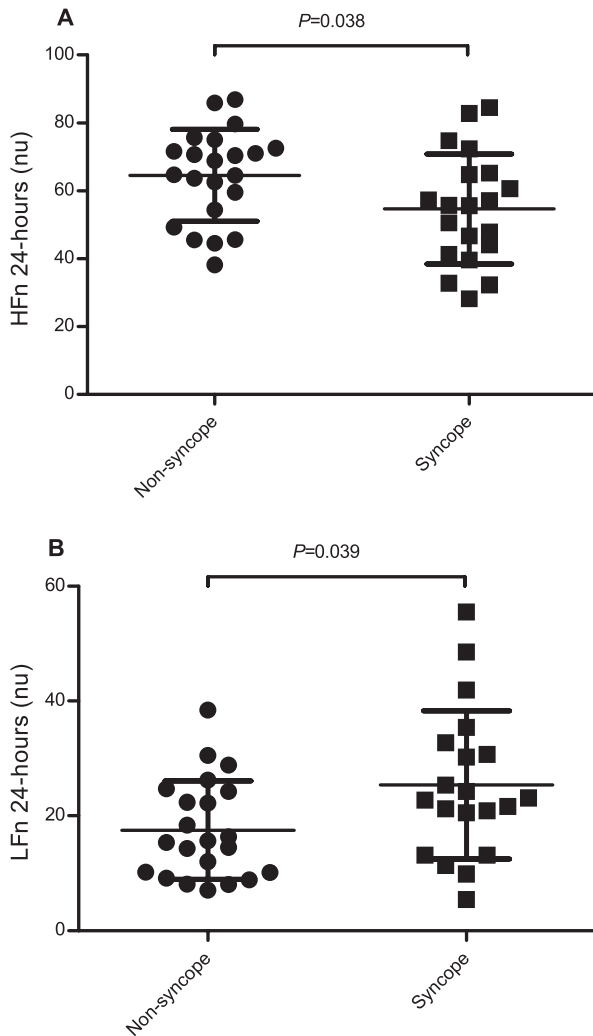 A
P=0.038
100
80
60
40
20
0
HFn 24-hours (nu)
Non-syncope
Syncope
B
P=0.039
60
40
20
0
LFn 24-hours (nu)
Non-syncope
Syncope